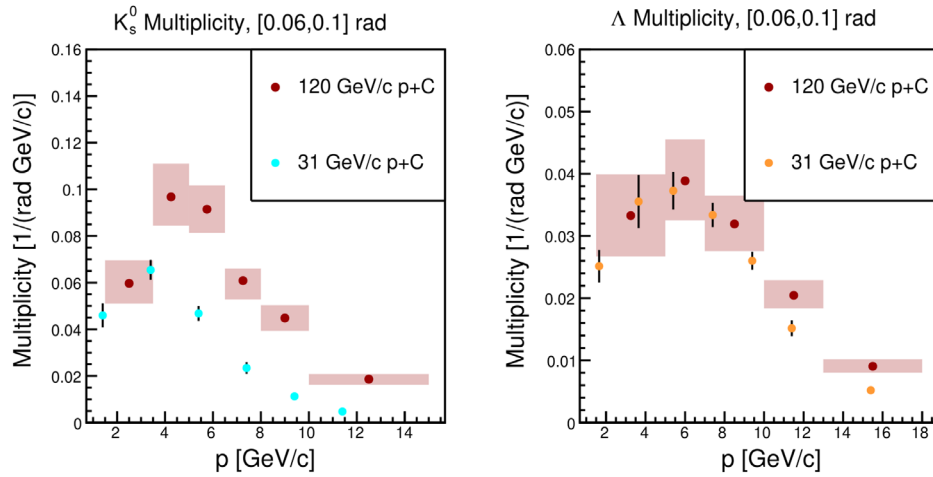 K_s^0 Multiplicity, [0.06,0.1] rad
Multiplicity [1/(rad GeV/c)]
0.16
0.14
0.12
0.1
0.08
0.06
0.04
0.02
0
120 GeV/c p+C
31 GeV/c p+C
2 4 6 8 10 12 14
p [GeV/c]
Λ Multiplicity, [0.06,0.1] rad
Multiplicity [1/(rad GeV/c)]
0.06
0.05
0.04
0.03
0.02
0.01
0
120 GeV/c p+C
31 GeV/c p+C
2 4 6 8 10 12 14 16 18
p [GeV/c]